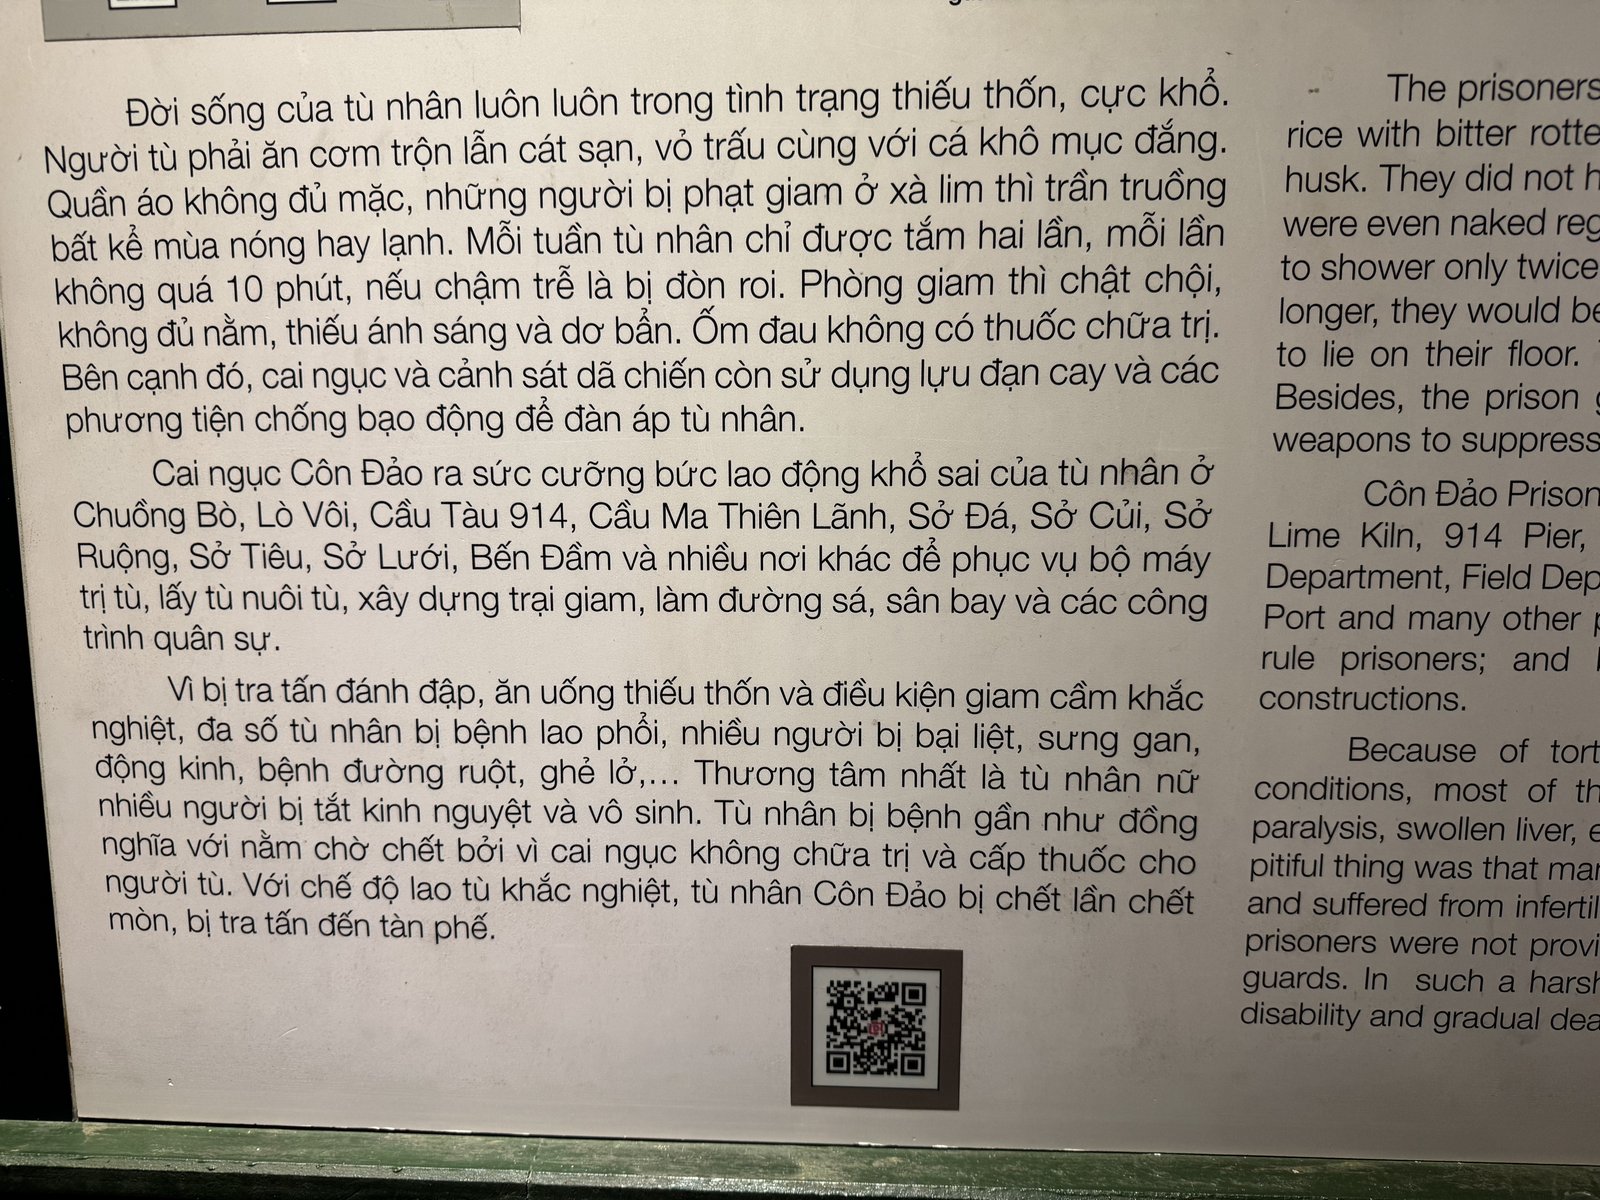 Đời sống của tù nhân luôn luôn trong tình trạng thiếu thốn, cực khổ.
Người tù phải ăn cơm trộn lẫn cát sạn, vỏ trấu cùng với cá khô mục đắng.
Quần áo không đủ mặc, những người bị phạt giam ở xà lim thì trần truồng
bất kể mùa nóng hay lạnh. Mỗi tuần tù nhân chỉ được tắm hai lần, mỗi lần
không quá 10 phút, nếu chậm trễ là bị đòn roi. Phòng giam thì chật chội,
không đủ nằm, thiếu ánh sáng và dơ bẩn. Ốm đau không có thuốc chữa trị.
Bên cạnh đó, cai ngục và cảnh sát dã chiến còn sử dụng lựu đạn cay và các
phương tiện chống bạo động để đàn áp tù nhân.
Cai ngục Côn Đảo ra sức cưỡng bức lao động khổ sai của tù nhân ở
Chuồng Bò, Lò Vôi, Cầu Tàu 914, Cầu Ma Thiên Lãnh, Sở Đá, Sở Củi, Sở
Ruộng, Sở Tiêu, Sở Lưới, Bến Đầm và nhiều nơi khác để phục vụ bộ máy
trị tù, lấy tù nuôi tù, xây dựng trại giam, làm đường sá, sân bay và các công
trình quân sự.
Vì bị tra tấn đánh đập, ăn uống thiếu thốn và điều kiện giam cầm khắc
nghiệt, đa số tù nhân bị bệnh lao phổi, nhiều người bị bại liệt, sưng gan,
động kinh, bệnh đường ruột, ghẻ lở,... Thương tâm nhất là tù nhân nữ
nhiều người bị tắt kinh nguyệt và vô sinh. Tù nhân bị bệnh gần như đồng
nghĩa với nằm chờ chết bởi vì cai ngục không chữa trị và cấp thuốc cho
người tù. Với chế độ lao tù khắc nghiệt, tù nhân Côn Đảo bị chết lần chết
mòn, bị tra tấn đến tàn phế.
The prisoners
rice with bitter rotte
husk. They did not h
were even naked reg
to shower only twice
longer, they would be
to lie on their floor.
Besides, the prison
weapons to suppress
Côn Đảo Prison
Lime Kiln, 914 Pier,
Department, Field Dep
Port and many other
rule prisoners; and
constructions.
Because of tort
conditions, most of th
paralysis, swollen liver,
pitiful thing was that mar
and suffered from infertil
prisoners were not provi
guards. In such a harsh
disability and gradual dea